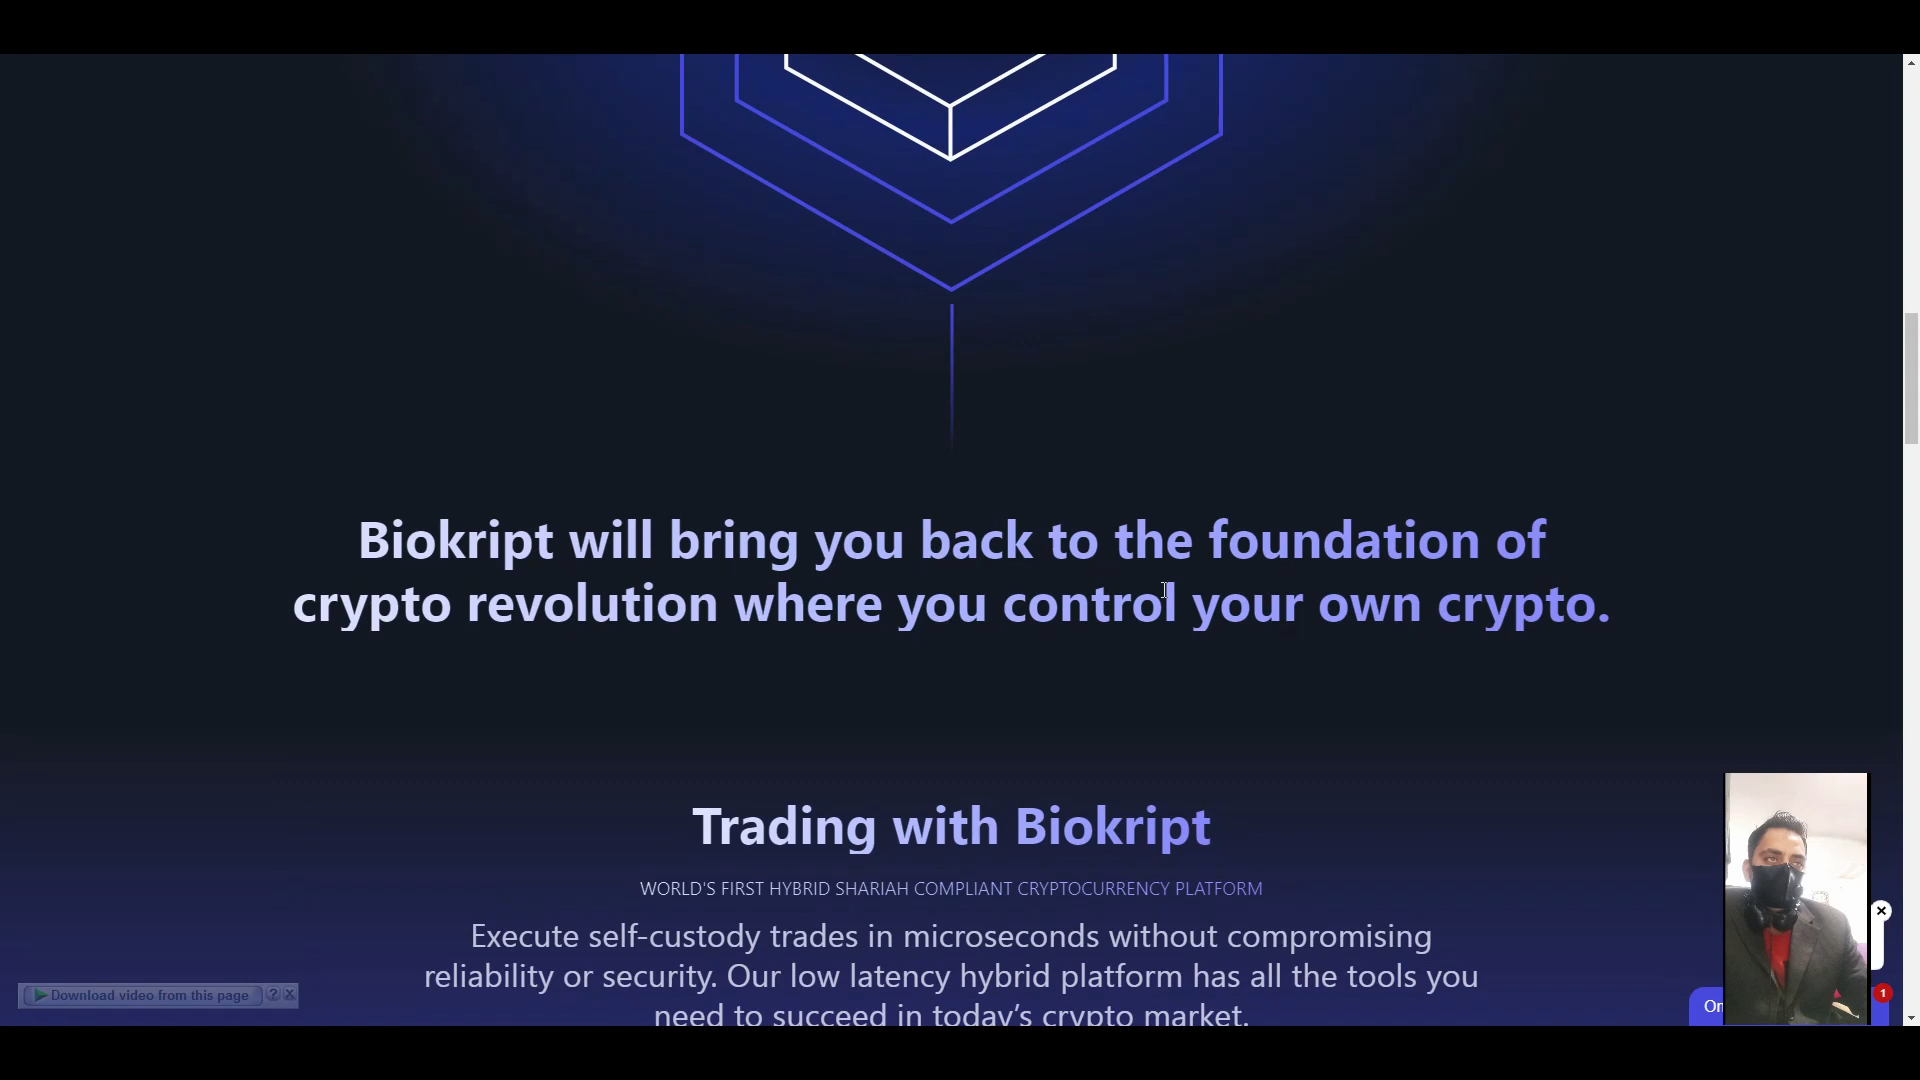 Biokript will bring you back to the foundation of
crypto revolution where you control your own crypto.
Trading with Biokript
WORLD'S FIRST HYBRID SHARIAH COMPLIANT CRYPTOCURRENCY PLATFORM
Execute self-custody trades in microseconds without compromising
reliability or security. Our low latency hybrid platform has all the tools you
need to succeed in today’s crypto market.
Download video from this page
?
On
1